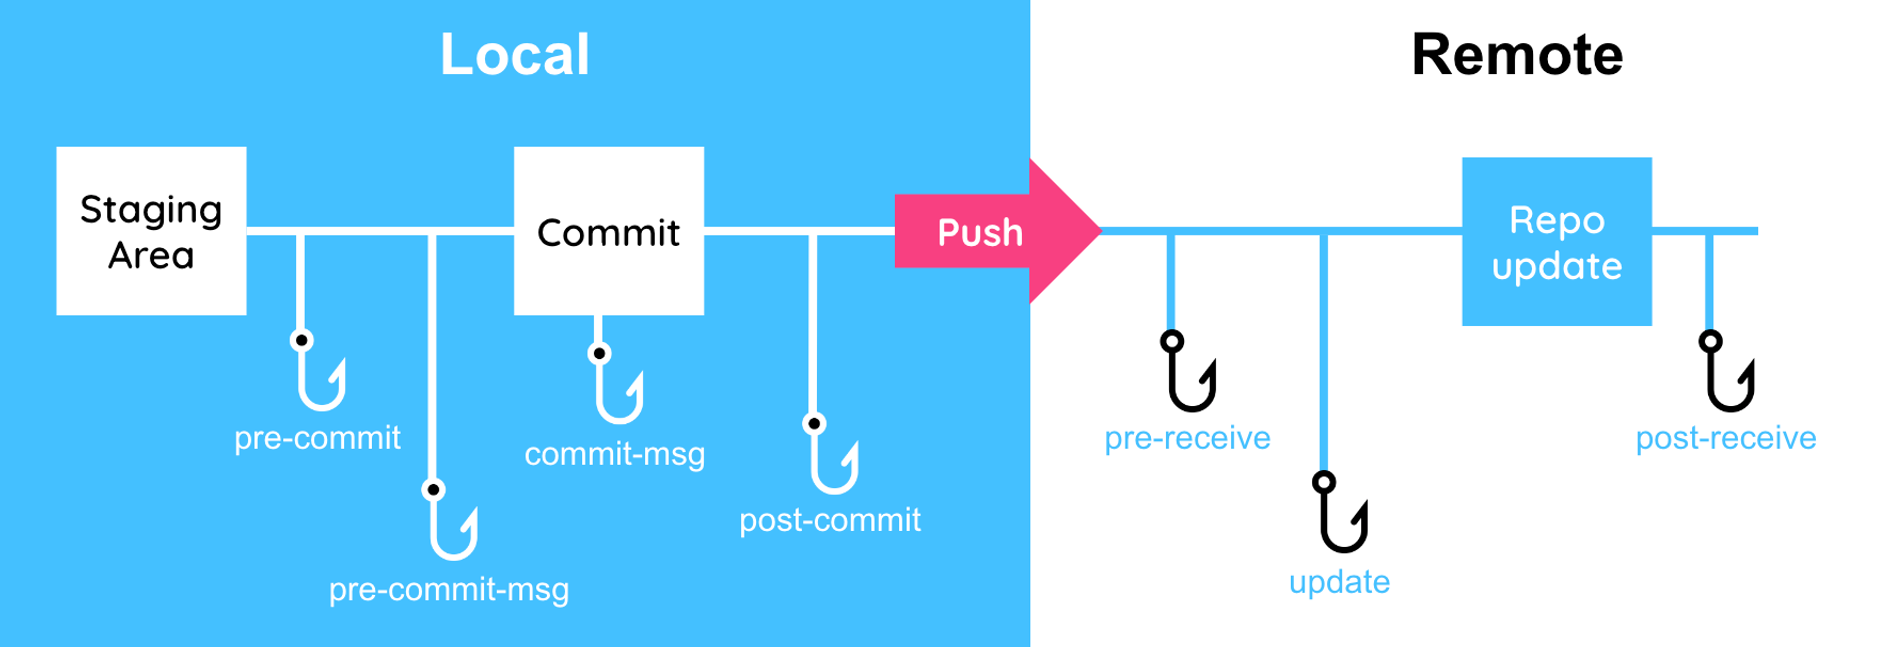 Local
Remote
Staging
Area
Commit
Push
Repo
update
pre-commit
pre-commit-msg
commit-msg
post-commit
pre-receive
update
post-receive